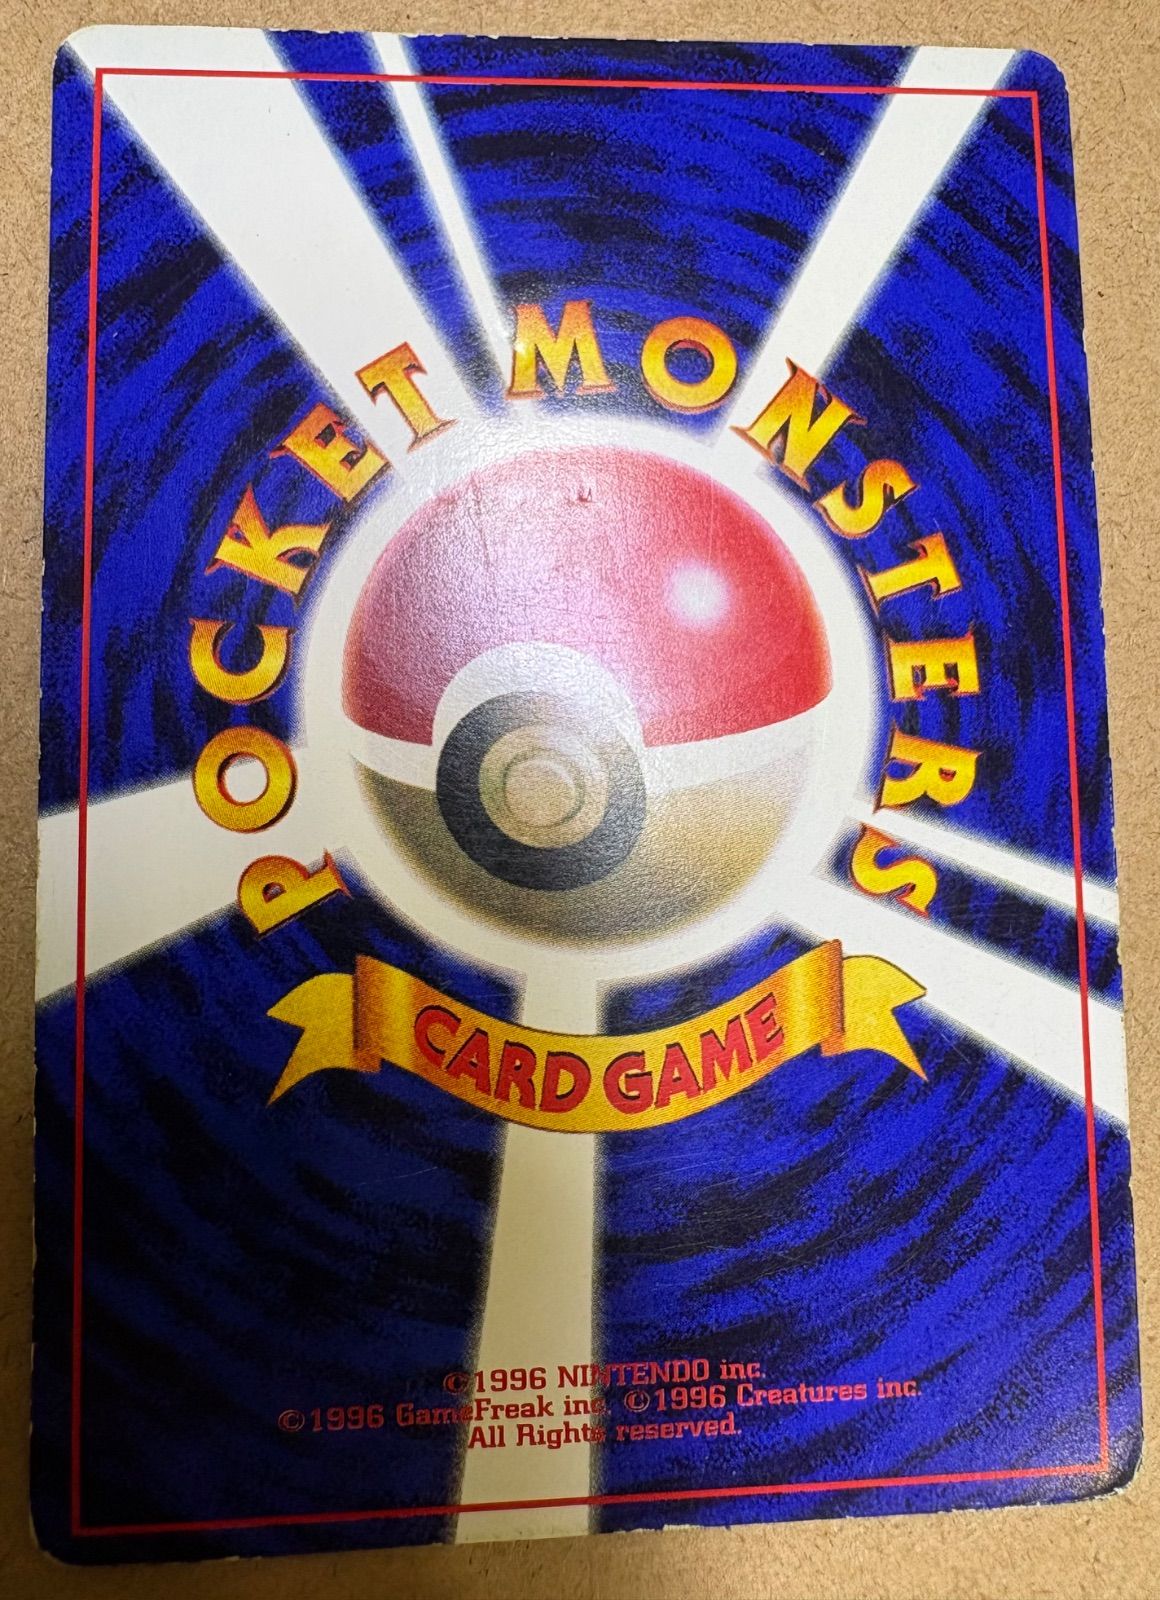 POCKET MONSTERS
CARD GAME
©1996 NINTENDO inc.
©1996 GameFreak inc. ©1996 Creatures inc.
All Rights reserved.